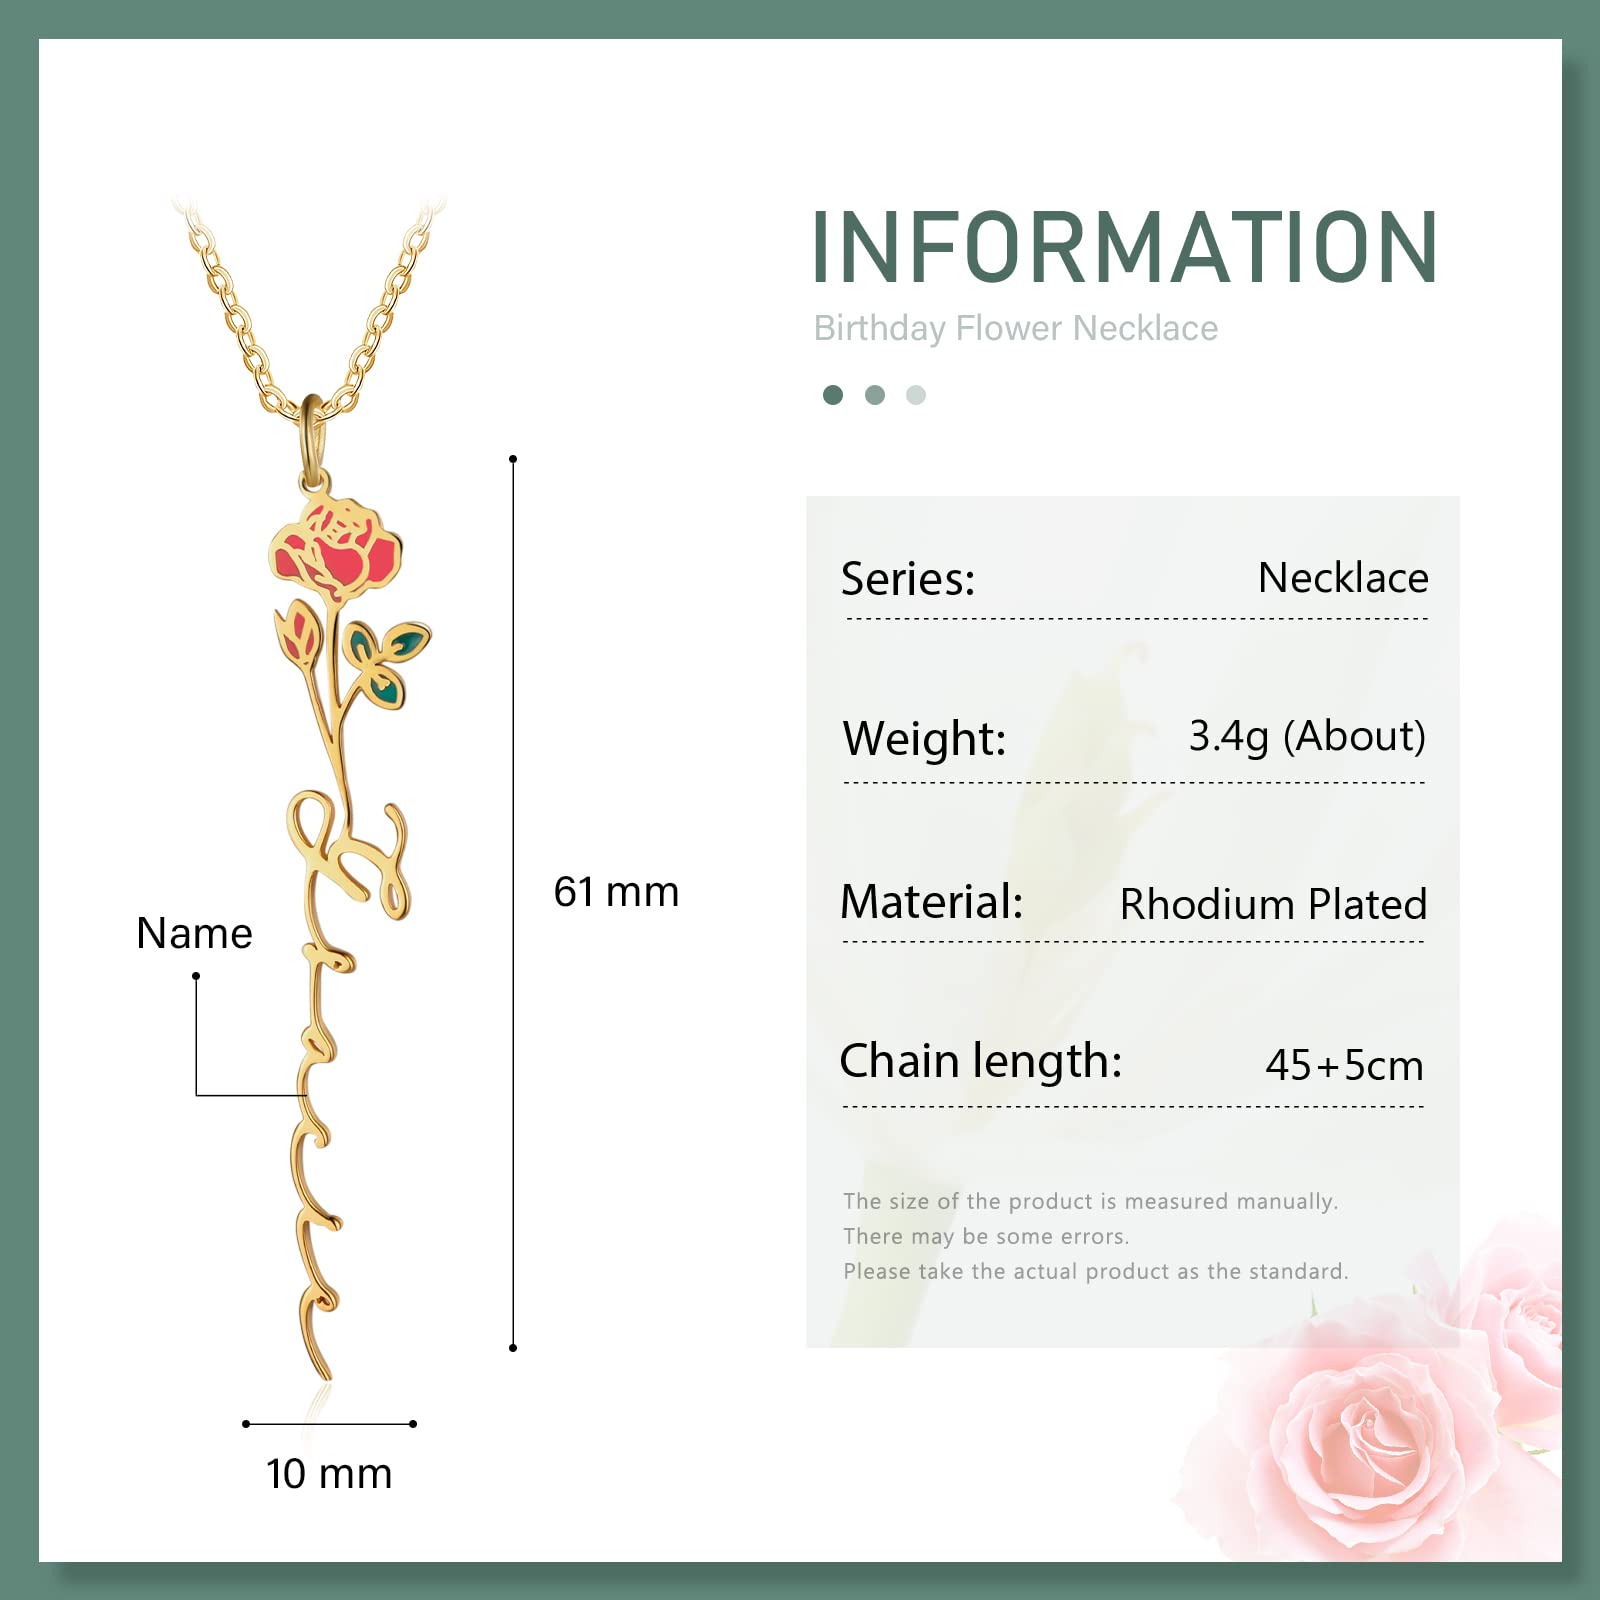 INFORMATION
Birthday Flower Necklace
Series: Necklace
Weight: 3.4g (About)
Material: Rhodium Plated
Chain length: 45+5cm
The size of the product is measured manually.
There may be some errors.
Please take the actual product as the standard.
61 mm
Name
10 mm